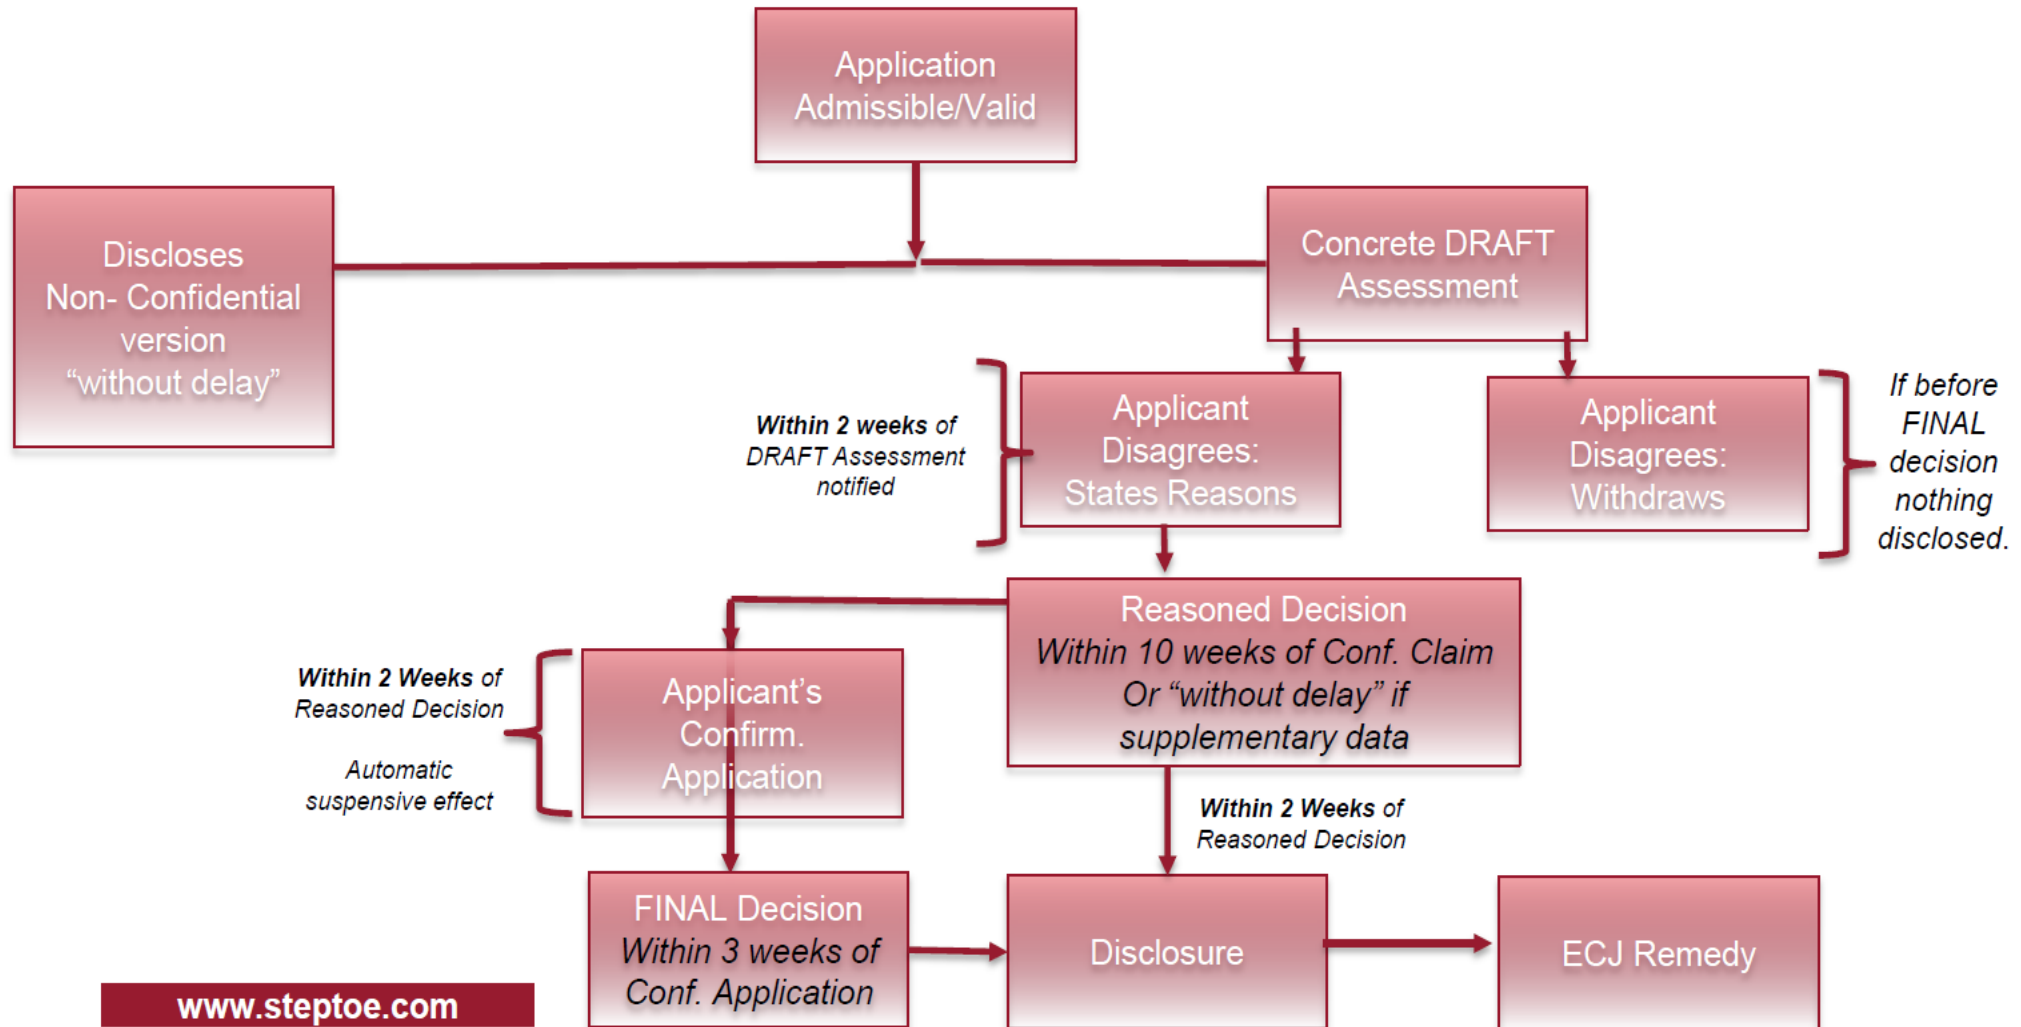 Application
Admissible/Valid
Discloses
Non- Confidential
version
“without delay”
Concrete DRAFT
Assessment
Within 2 weeks of
DRAFT Assessment
notified
Applicant
Disagrees:
States Reasons
Applicant
Disagrees:
Withdraws
If before
FINAL
decision
nothing
disclosed.
Reasoned Decision
Within 10 weeks of Conf. Claim
Or “without delay” if
supplementary data
Within 2 Weeks of
Reasoned Decision
Automatic
suspensive effect
Applicant’s
Confirm.
Application
Within 2 Weeks of
Reasoned Decision
FINAL Decision
Within 3 weeks of
Conf. Application
Disclosure
ECJ Remedy
www.steptoe.com